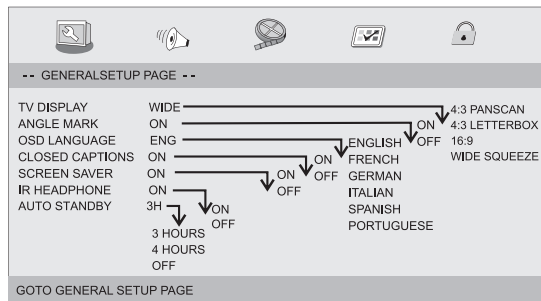 -- GENERALSETUP PAGE --
TV DISPLAY WIDE
ANGLE MARK ON
OSD LANGUAGE ENG
CLOSED CAPTIONS ON
SCREEN SAVER ON
IR HEADPHONE ON
AUTO STANDBY 3H
3 HOURS
4 HOURS
OFF
ON
OFF
ON
OFF
ON
OFF
ENGLISH
FRENCH
GERMAN
ITALIAN
SPANISH
PORTUGUESE
ON
OFF
4:3 PANSCAN
4:3 LETTERBOX
16:9
WIDE SQUEEZE
GOTO GENERAL SETUP PAGE